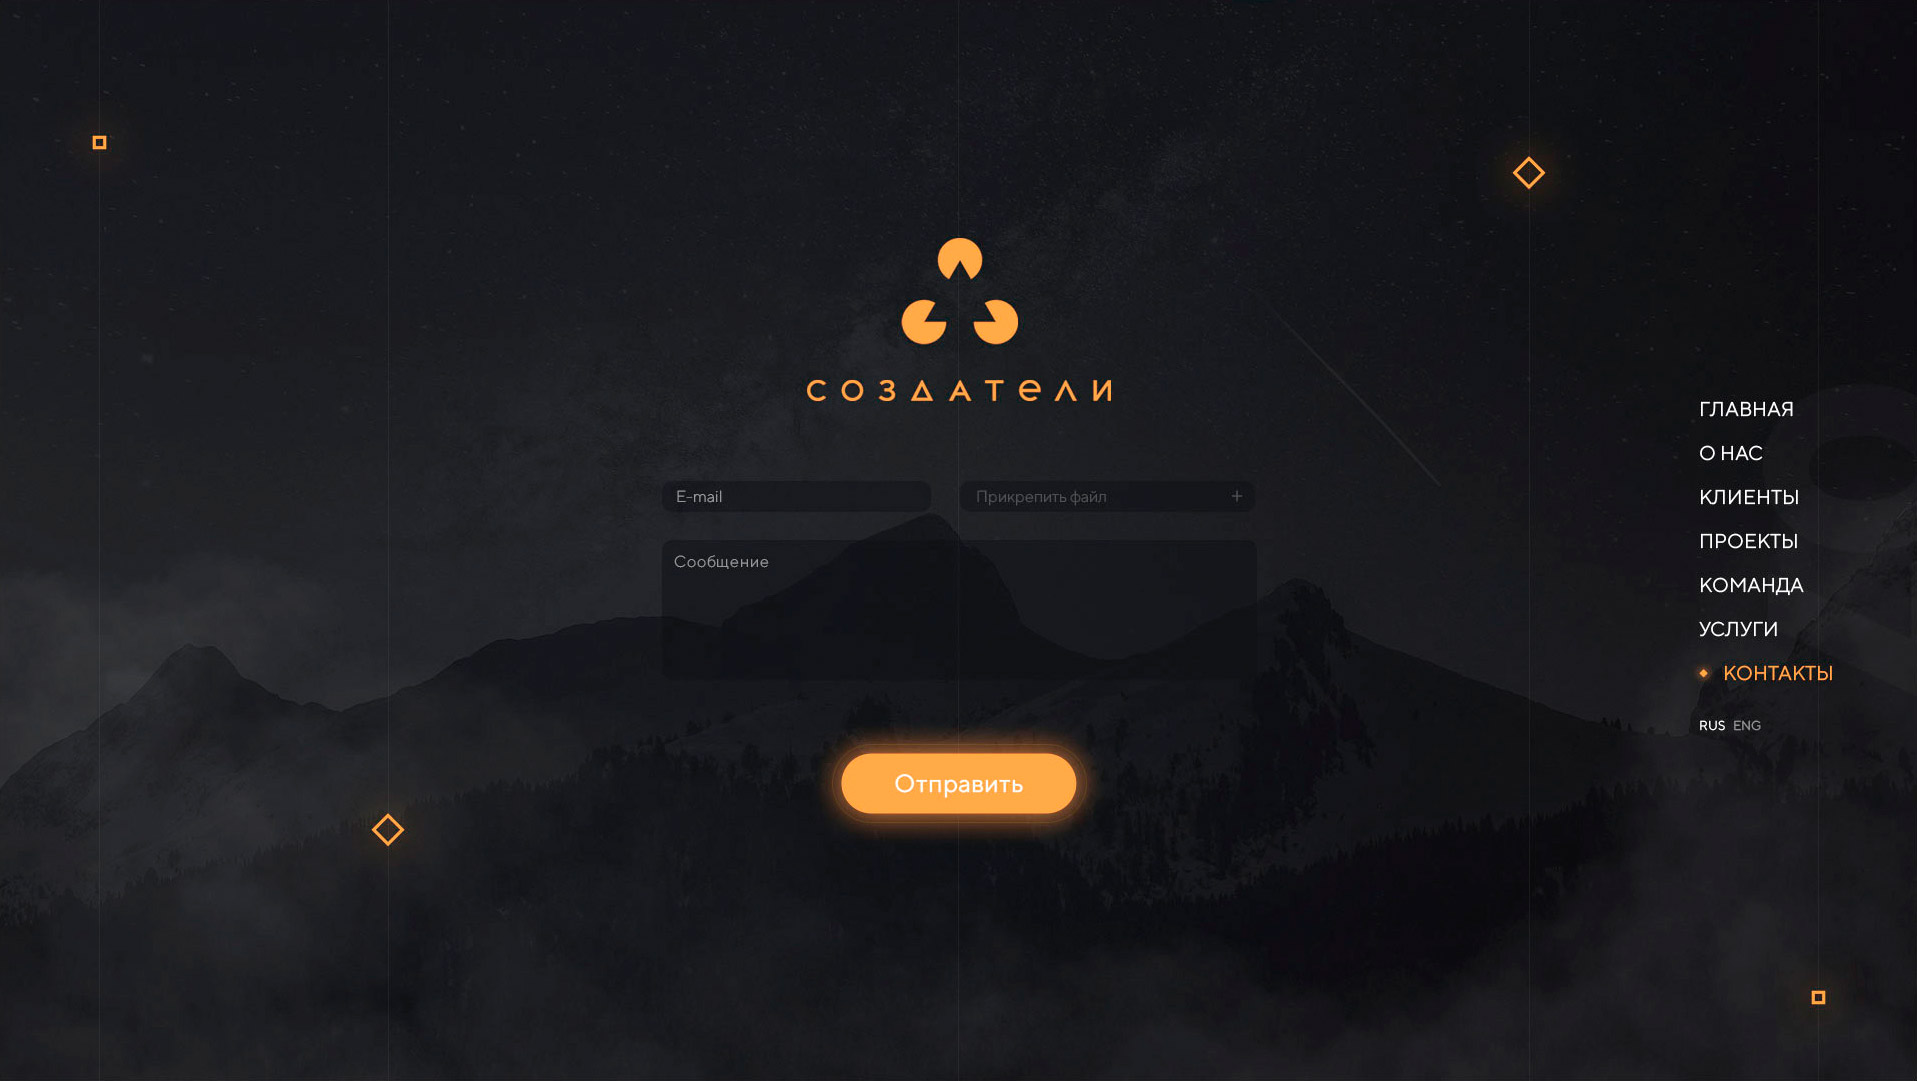 СОЗДАТЕЛИ
E-mail
Прикрепить файл +
Сообщение
Отправить
ГЛАВНАЯ
О НАС
КЛИЕНТЫ
ПРОЕКТЫ
КОМАНДА
УСЛУГИ
КОНТАКТЫ
RUS ENG